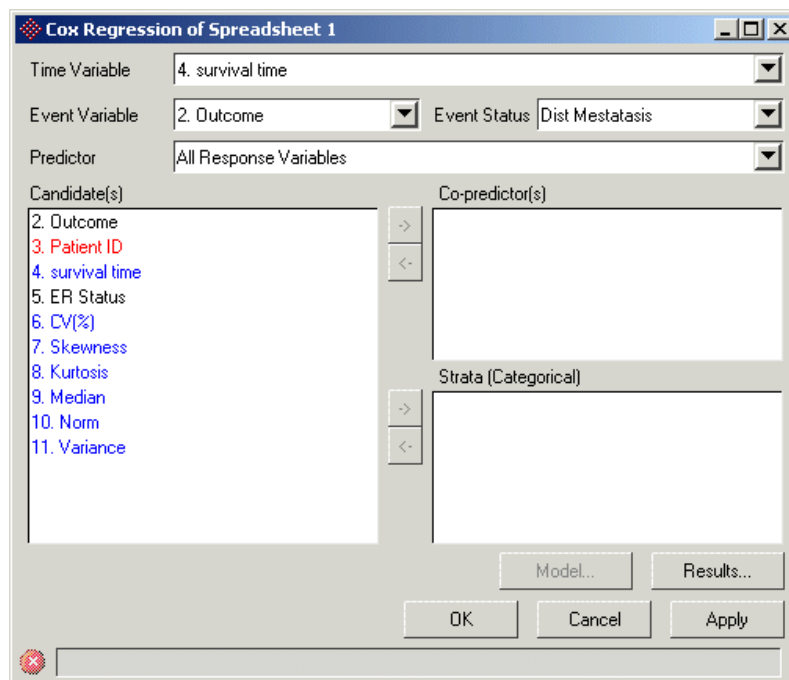 Cox Regression of Spreadsheet 1
Time Variable 4. survival time
Event Variable 2. Outcome Event Status Dist Mestatasis
Predictor All Response Variables
Candidate(s) Co-predictor(s)
2. Outcome
->
3. Patient ID
4. survival time
<-
5. ER Status
6. CV(%)
7. Skewness
8. Kurtosis
Strata (Categorical)
9. Median
->
10. Norm
11. Variance
<-
Model... Results...
OK Cancel Apply